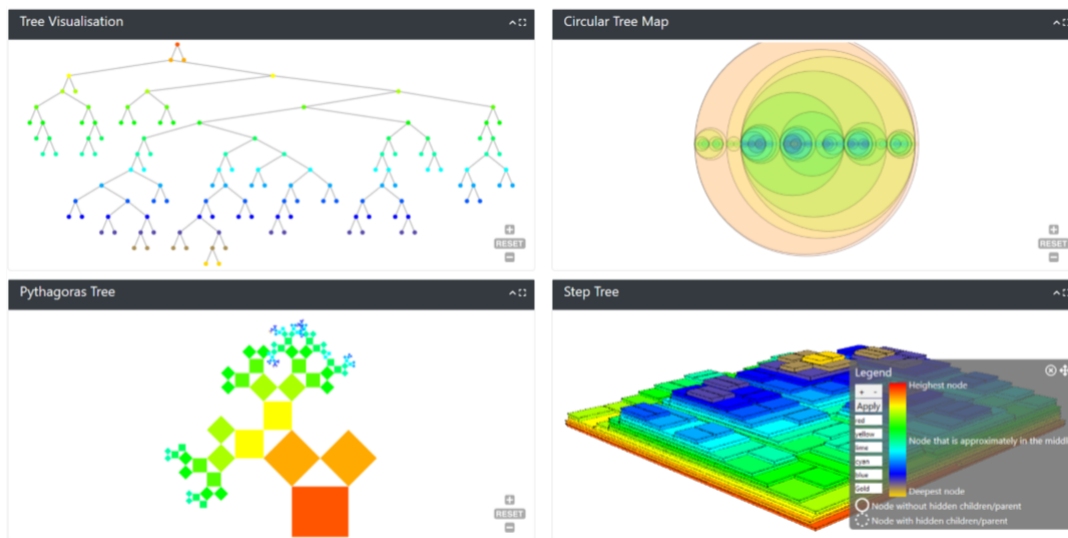 Tree Visualisation
RESET
Circular Tree Map
RESET
Pythagoras Tree
RESET
Step Tree
Legend
Heighest node
+ -
Apply
red
yellow
lime
Node that is approximately in the middl
cyan
blue
Gold
Deepest node
Node without hidden children/parent
Node with hidden children/parent